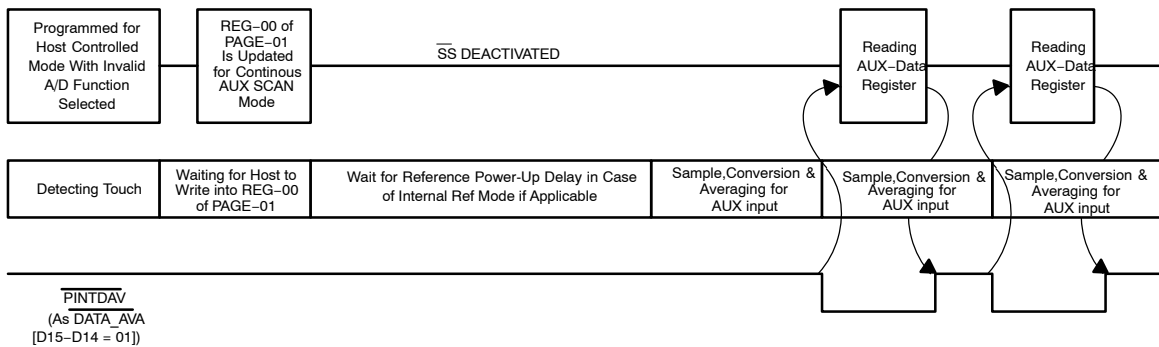 Programmed for
Host Controlled
Mode With Invalid
A/D Function
Selected
REG−00 of
PAGE−01
Is Updated
for Continous
AUX SCAN
Mode
SS DEACTIVATED
Reading
AUX−Data
Register
Reading
AUX−Data
Register
Detecting Touch
Waiting for Host to
Write into REG−00
of PAGE−01
Wait for Reference Power-Up Delay in Case
of Internal Ref Mode if Applicable
Sample,Conversion &
Averaging for
AUX input
Sample,Conversion &
Averaging for
AUX input
Sample,Conversion &
Averaging for
AUX input
PINTDAV
(As DATA_AVA
[D15−D14 = 01])